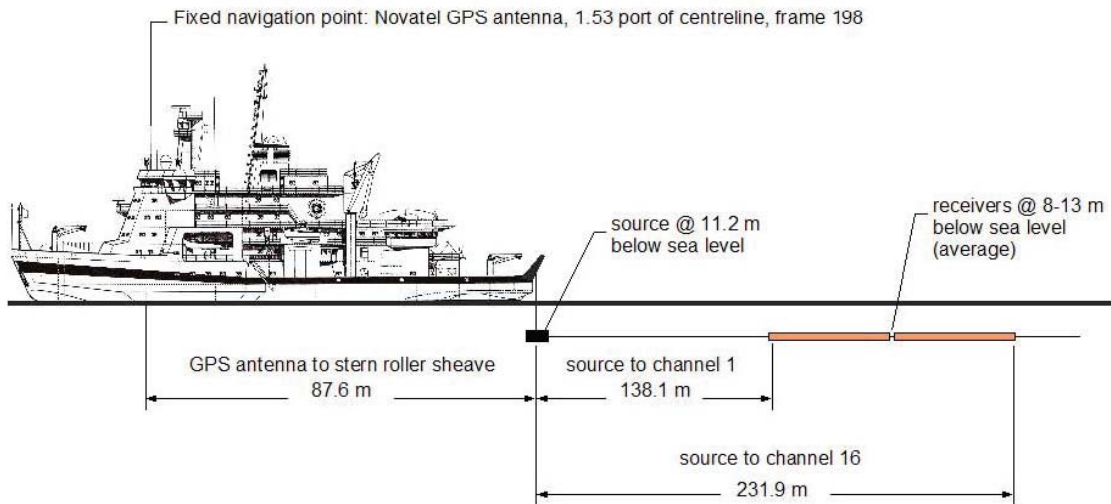 Fixed navigation point: Novatel GPS antenna, 1.53 port of centreline, frame 198
source @ 11.2 m
below sea level
receivers @ 8-13 m
below sea level
(average)
GPS antenna to stern roller sheave
87.6 m
source to channel 1
138.1 m
source to channel 16
231.9 m